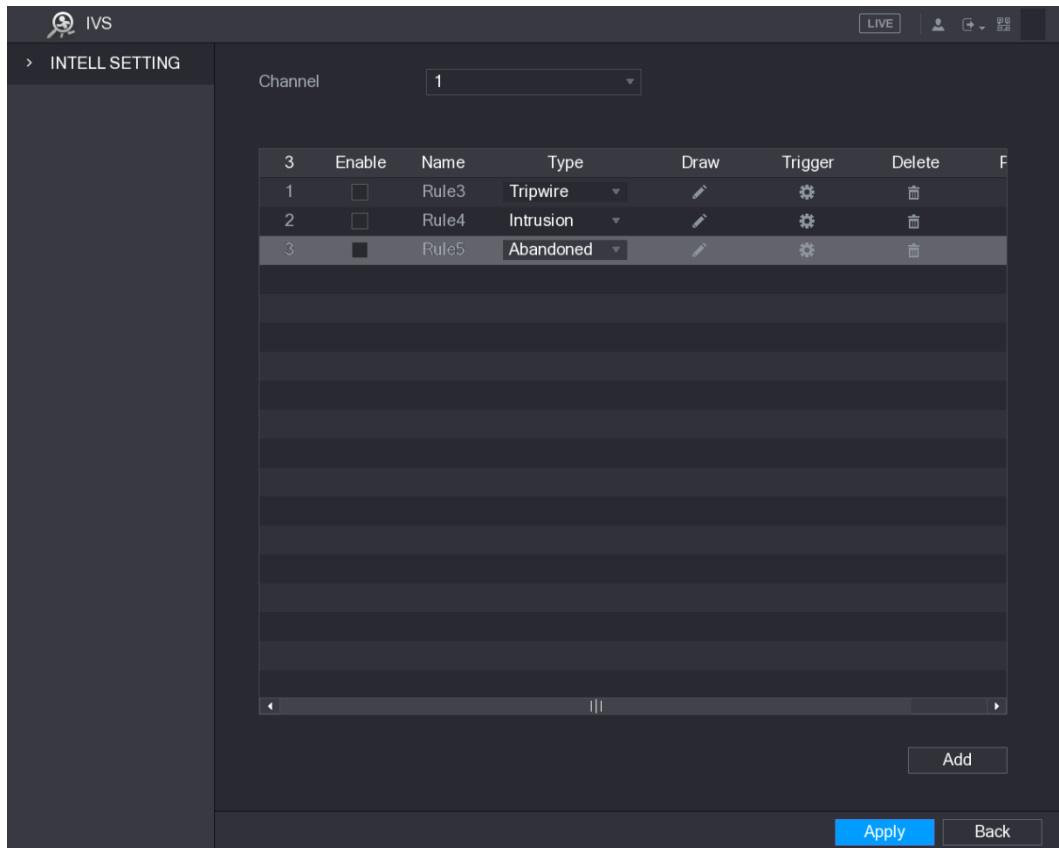 IVS LIVE
INTELL SETTING
Channel 1
3 Enable Name Type Draw Trigger Delete
1 Rule3 Tripwire
2 Rule4 Intrusion
3 Rule5 Abandoned
Add
Apply Back